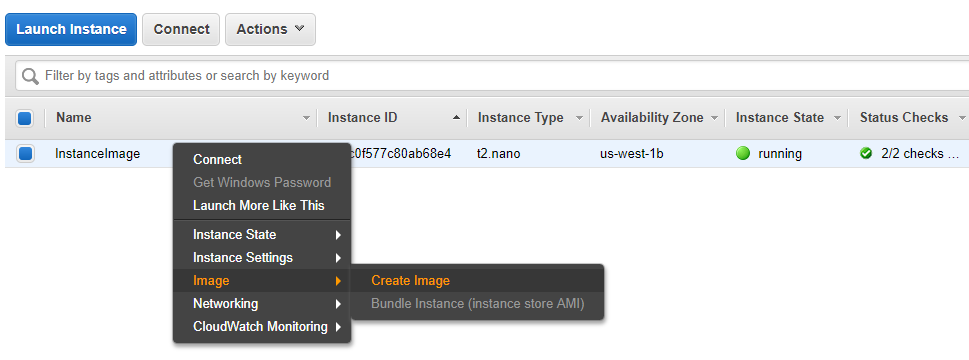 Launch Instance Connect Actions
Filter by tags and attributes or search by keyword
Name Instance ID Instance Type Availability Zone Instance State Status Checks
InstanceImage c0f577c80ab68e4 t2.nano us-west-1b running 2/2 checks ...
Connect
Get Windows Password
Launch More Like This
Instance State
Instance Settings
Image Create Image
Networking Bundle Instance (instance store AMI)
CloudWatch Monitoring